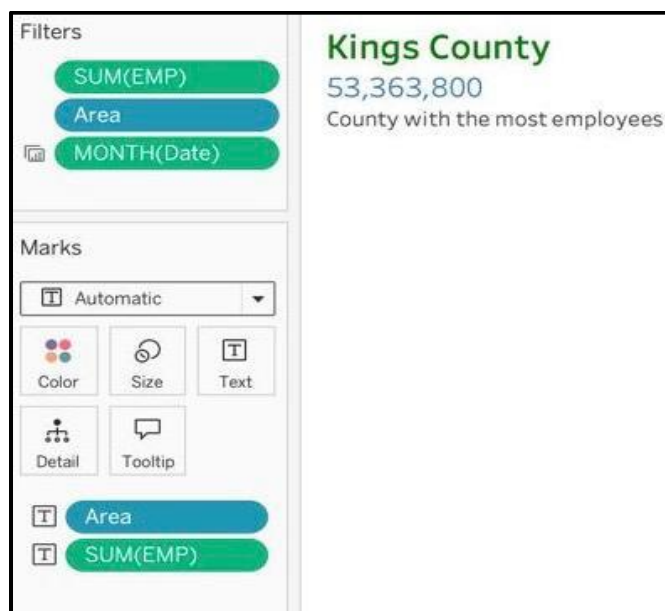 Filters
SUM(EMP)
Area
MONTH(Date)
Marks
Automatic
Color
Size
Text
Detail
Tooltip
Area
SUM(EMP)
Kings County
53,363,800
County with the most employees